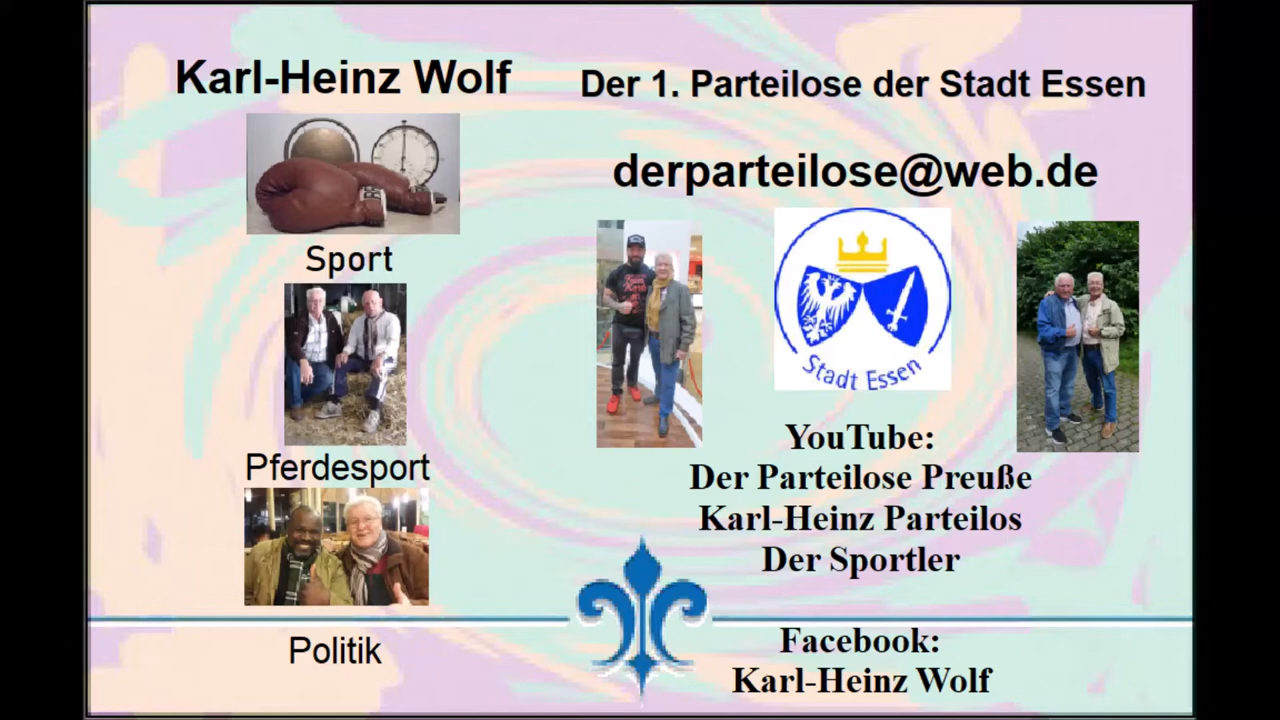 Karl-Heinz Wolf
Der 1. Parteilose der Stadt Essen
derparteilose@web.de
Sport
Pferdesport
Politik
Stadt Essen
YouTube:
Der Parteilose Preuße
Karl-Heinz Parteilos
Der Sportler
Facebook:
Karl-Heinz Wolf